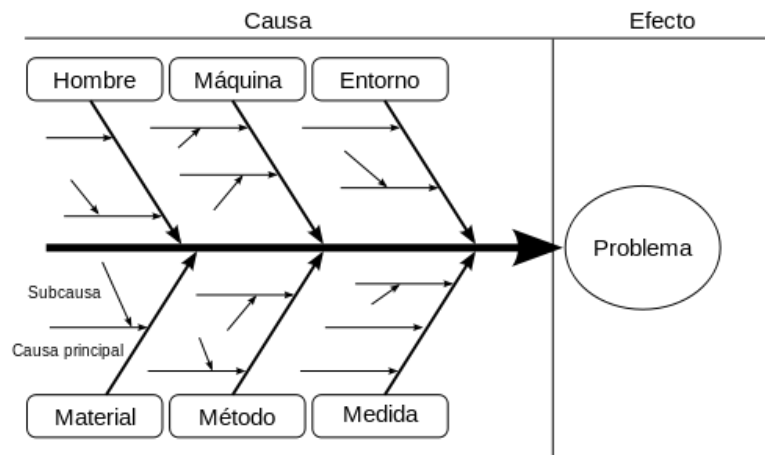 Causa
Efecto
Hombre
Máquina
Entorno
Problema
Subcausa
Causa principal
Material
Método
Medida